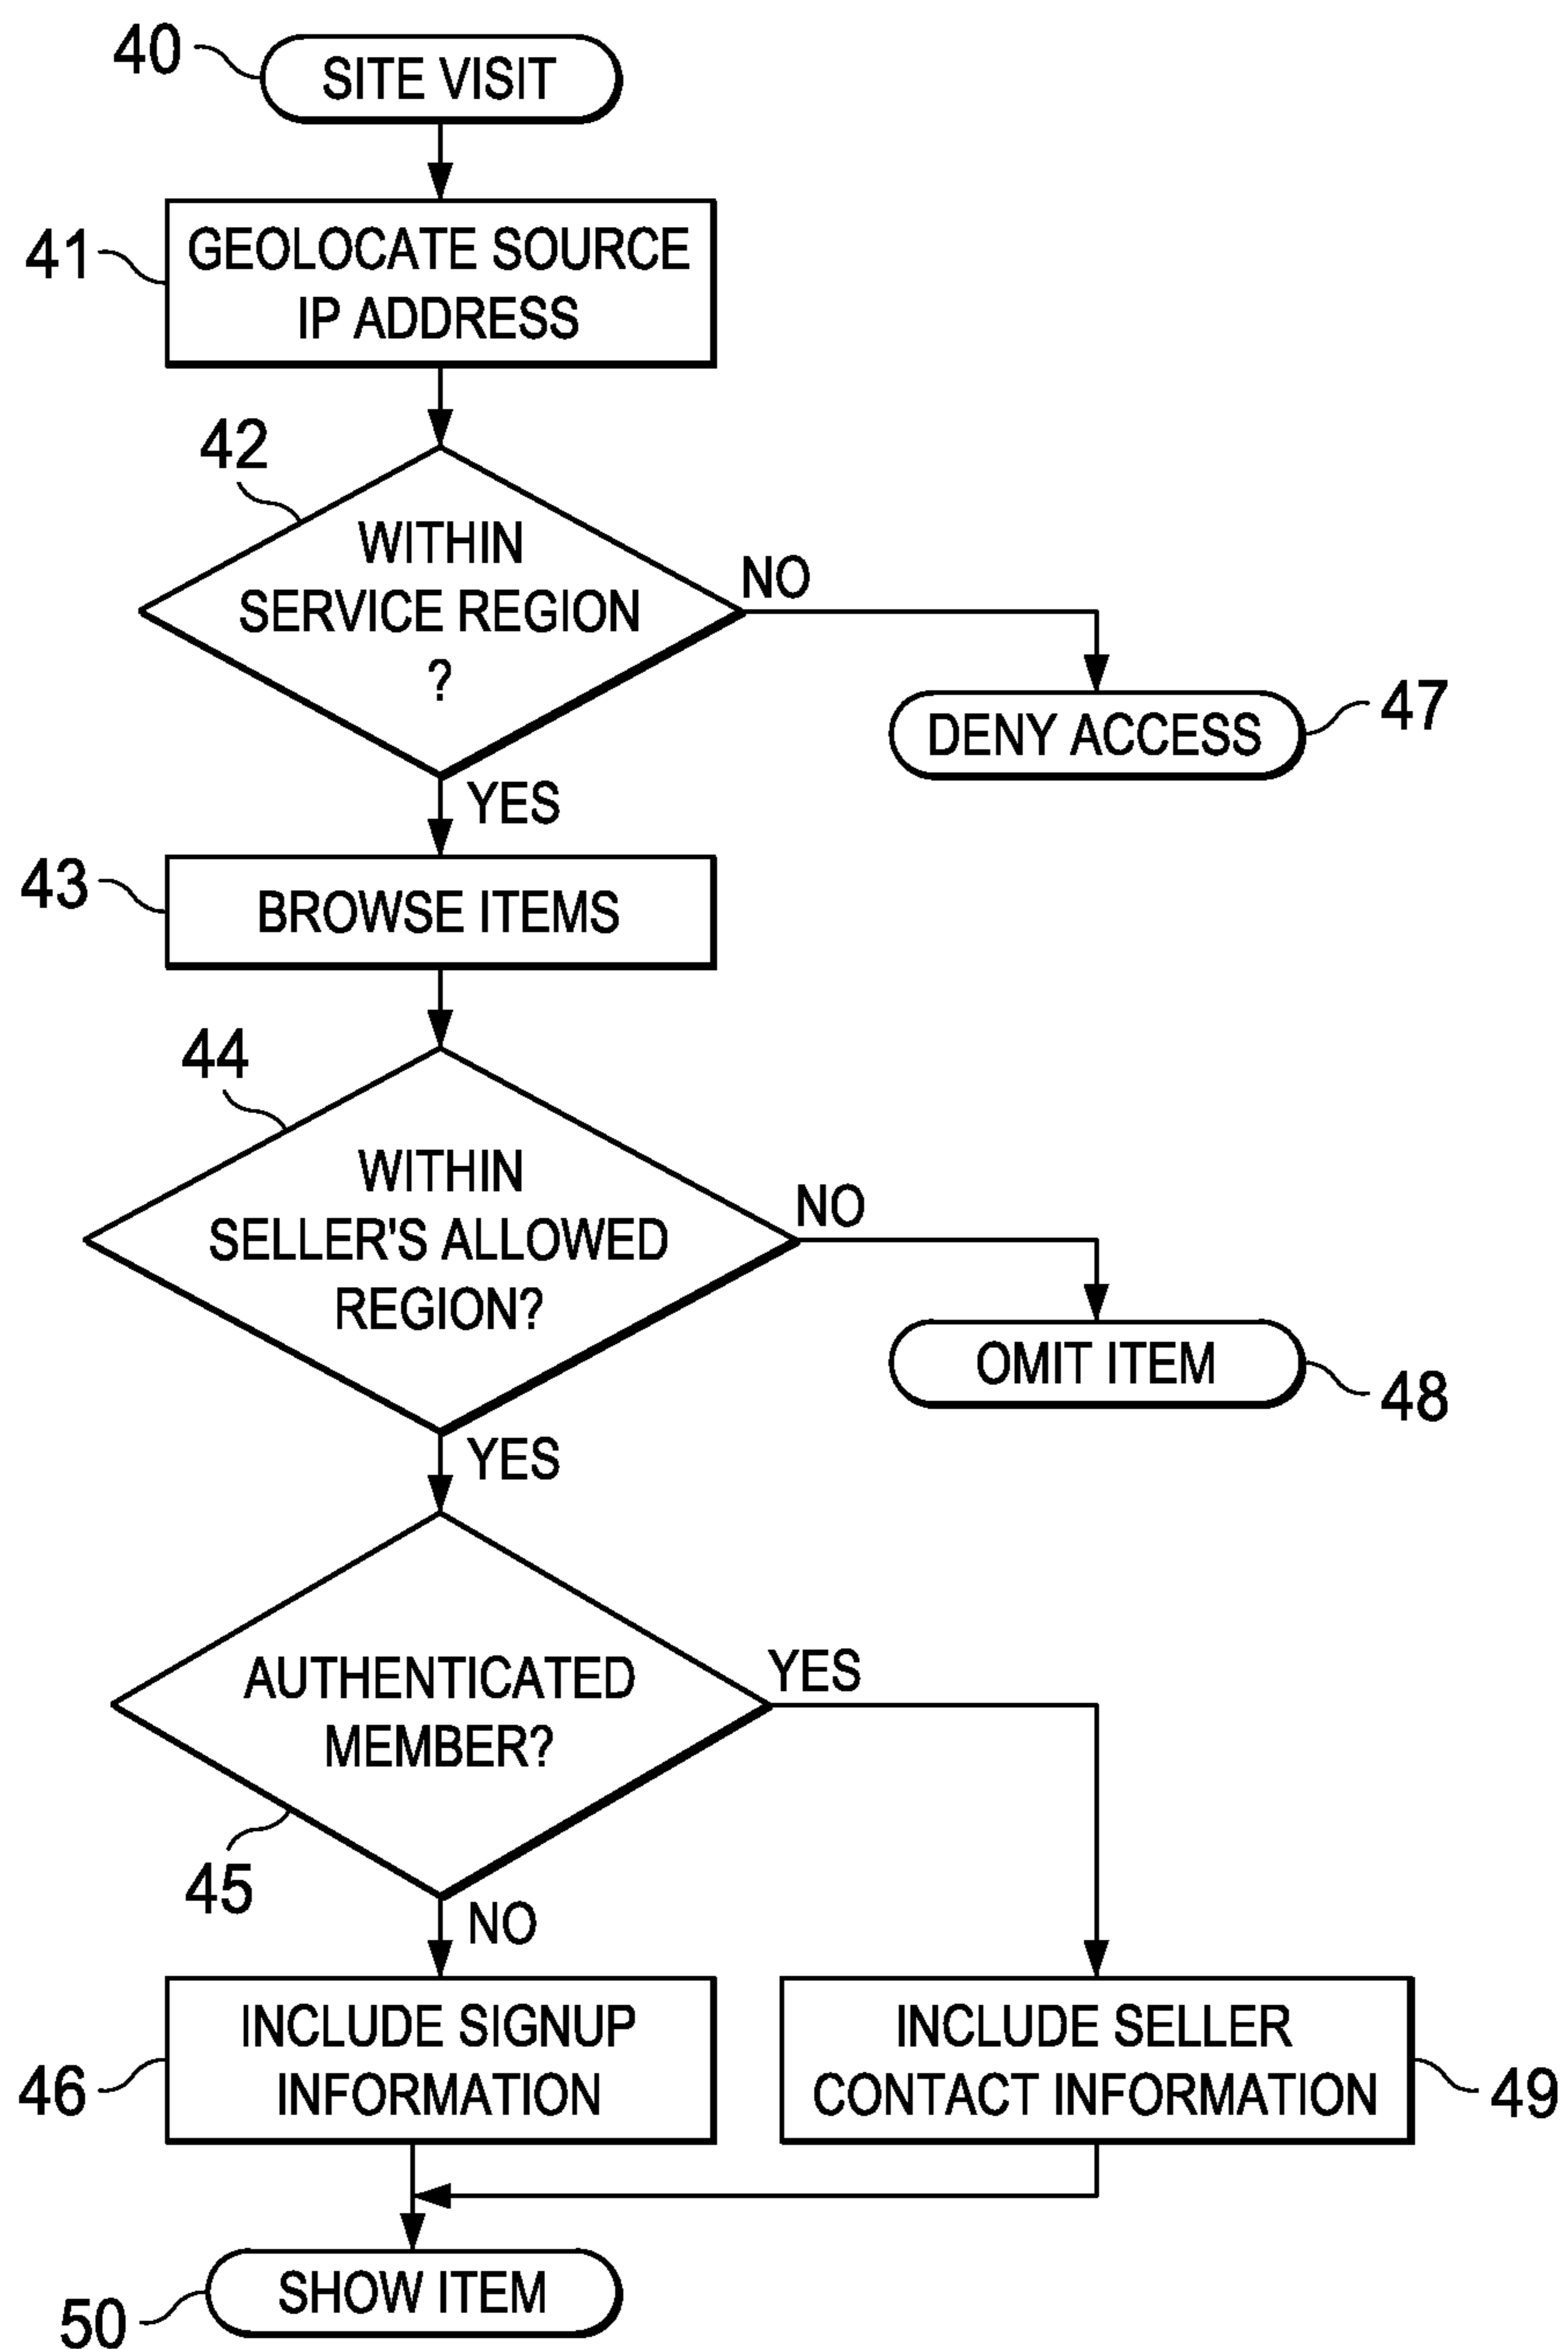 40
SITE VISIT
41
GEOLOCATE SOURCE
IP ADDRESS
42
WITHIN
SERVICE REGION
?
NO
47
DENY ACCESS
YES
43
BROWSE ITEMS
44
WITHIN
SELLER'S ALLOWED
REGION?
NO
OMIT ITEM
48
YES
AUTHENTICATED
MEMBER?
YES
45
NO
INCLUDE SIGNUP
INFORMATION
46
INCLUDE SELLER
CONTACT INFORMATION
49
SHOW ITEM
50